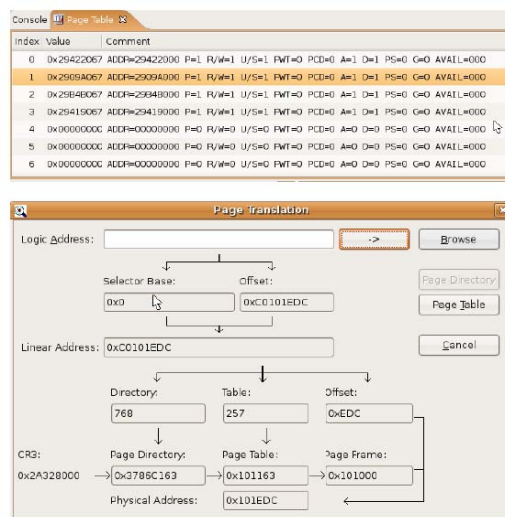 Console Page Table
Index Value Comment
0 0x29422067 ADDR=29422000 P=1 R/W=1 U/S=1 PWT=0 PCD=0 A=1 D=1 PS=0 G=0 AVAIL=000
1 0x2909A067 ADDR=2909A000 P=1 R/W=1 U/S=1 PWT=0 PCD=0 A=1 D=1 PS=0 G=0 AVAIL=000
2 0x29B4B067 ADDR=29B4B000 P=1 R/W=1 U/S=1 PWT=0 PCD=0 A=1 D=1 PS=0 G=0 AVAIL=000
3 0x29419067 ADDR=29419000 P=1 R/W=1 U/S=1 PWT=0 PCD=0 A=1 D=1 PS=0 G=0 AVAIL=000
4 0x00000000 ADDR=00000000 P=0 R/W=0 U/S=0 PWT=0 PCD=0 A=0 D=0 PS=0 G=0 AVAIL=000
5 0x00000000 ADDR=00000000 P=0 R/W=0 U/S=0 PWT=0 PCD=0 A=0 D=0 PS=0 G=0 AVAIL=000
6 0x00000000 ADDR=00000000 P=0 R/W=0 U/S=0 PWT=0 PCD=0 A=0 D=0 PS=0 G=0 AVAIL=000
Page Translation
Logic Address: -> Browse
Selector Base: Offset: Page Directory
0x0 0xC0101EDC Page Table
Linear Address: 0xC0101EDC Cancel
Directory: Table: Offset:
768 257 0xEDC
CR3: Page Directory: Page Table: Page Frame:
0x2A328000 0x3786C163 0x101163 0x101000
Physical Address: 0x101EDC